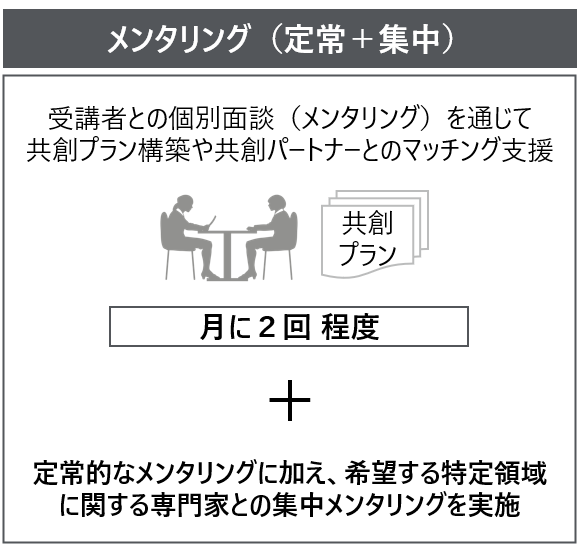 メンタリング（定常＋集中）
受講者との個別面談（メンタリング）を通じて
共創プラン構築や共創パートナーとのマッチング支援
共創
プラン
月に２回 程度
＋
定常的なメンタリングに加え、希望する特定領域
に関する専門家との集中メンタリングを実施